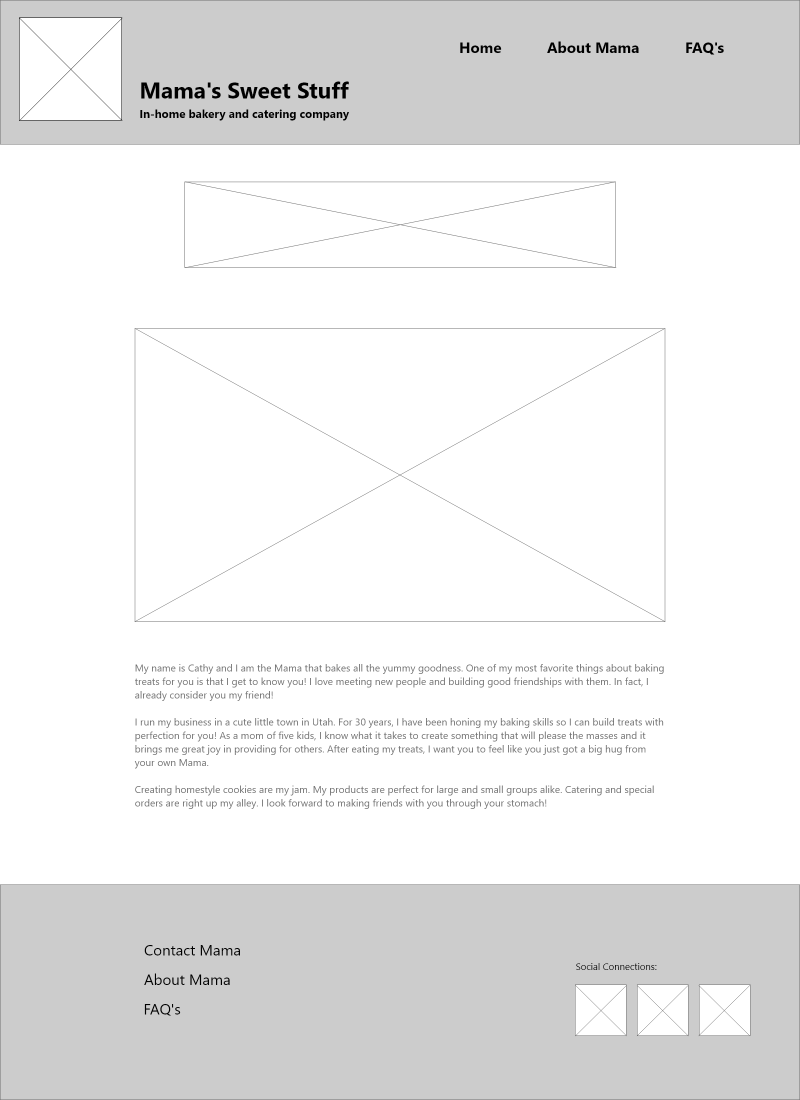 Home About Mama FAQ's
Mama's Sweet Stuff
In-home bakery and catering company
My name is Cathy and I am the Mama that bakes all the yummy goodness. One of my most favorite things about baking
treats for you is that I get to know you! I love meeting new people and building good friendships with them. In fact, I
already consider you my friend!
I run my business in a cute little town in Utah. For 30 years, I have been honing my baking skills so I can build treats with
perfection for you! As a mom of five kids, I know what it takes to create something that will please the masses and it
brings me great joy in providing for others. After eating my treats, I want you to feel like you just got a big hug from
your own Mama.
Creating homestyle cookies are my jam. My products are perfect for large and small groups alike. Catering and special
orders are right up my alley. I look forward to making friends with you through your stomach!
Contact Mama
About Mama
FAQ's
Social Connections: